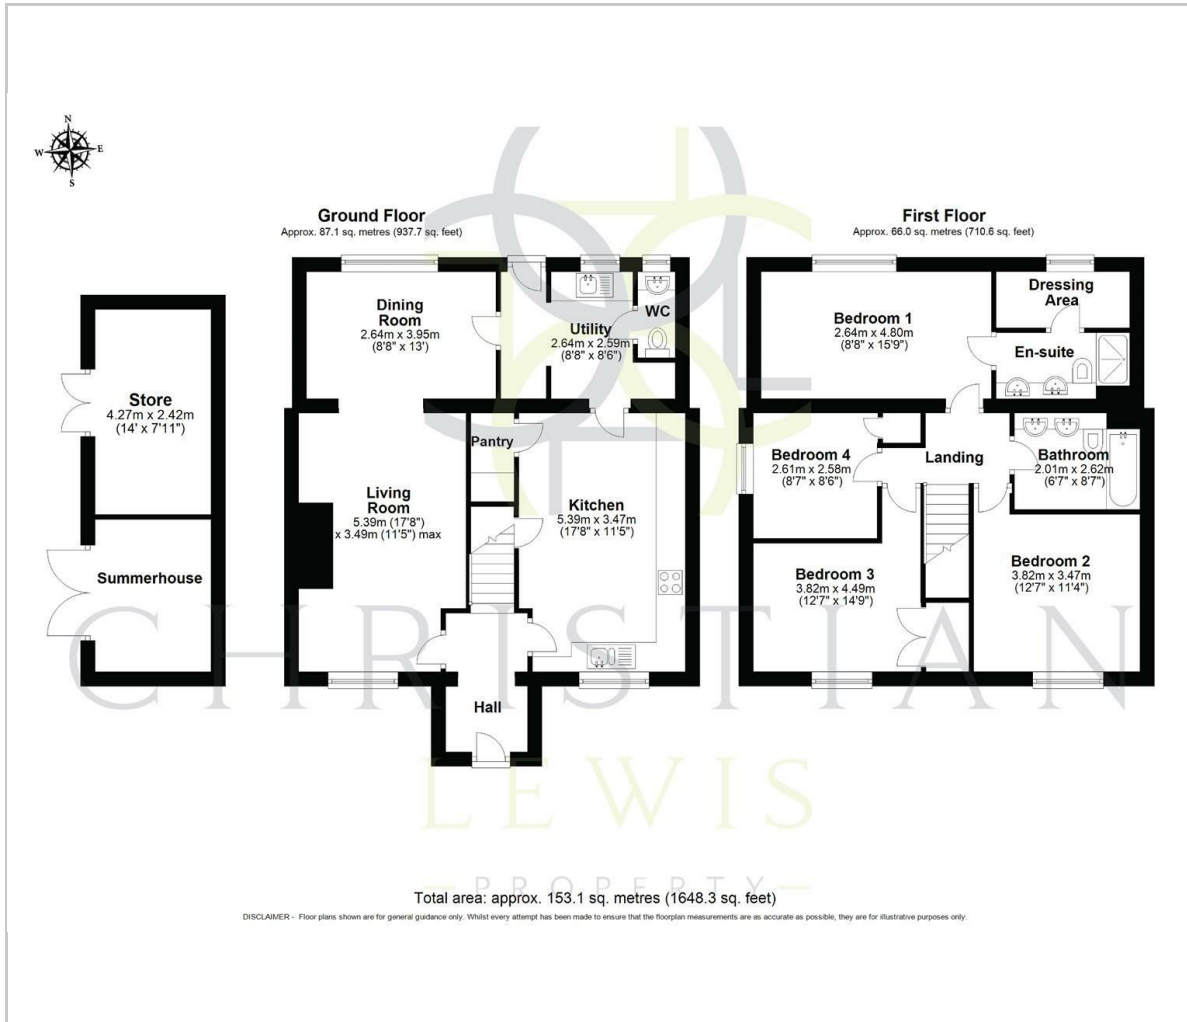 N
W E
S
Ground Floor
Approx. 87.1 sq. metres (937.7 sq. feet)
First Floor
Approx. 66.0 sq. metres (710.6 sq. feet)
Store
4.27m x 2.42m
(14' x 7'11")
Summerhouse
Dining
Room
2.64m x 3.95m
(8'8" x 13')
Utility
2.64m x 2.59m
(8'8" x 8'6")
WC
Pantry
Living
Room
5.39m (17'8")
x 3.49m (11'5") max
Kitchen
5.39m x 3.47m
(17'8" x 11'5")
Hall
Bedroom 1
2.64m x 4.80m
(8'8" x 15'9")
Dressing
Area
En-suite
Bedroom 4
2.61m x 2.58m
(8'7" x 8'6")
Landing
Bathroom
2.01m x 2.62m
(6'7" x 8'7")
Bedroom 3
3.82m x 4.49m
(12'7" x 14'9")
Bedroom 2
3.82m x 3.47m
(12'7" x 11'4")
CHRISTIAN
LEWIS
PROPERTY
Total area: approx. 153.1 sq. metres (1648.3 sq. feet)
DISCLAIMER - Floor plans shown are for general guidance only. Whilst every attempt has been made to ensure that the floorplan measurements are as accurate as possible, they are for illustrative purposes only.